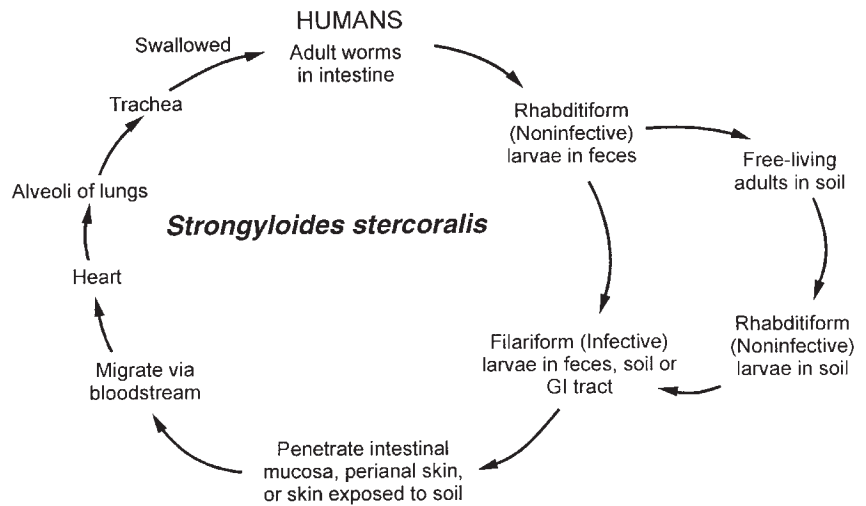 HUMANS
Adult worms
in intestine
Rhabditiform
(Noninfective)
larvae in feces
Free-living
adults in soil
Rhabditiform
(Noninfective)
larvae in soil
Filariform (Infective)
larvae in feces, soil or
GI tract
Penetrate intestinal
mucosa, perianal skin,
or skin exposed to soil
Migrate via
bloodstream
Heart
Alveoli of lungs
Trachea
Swallowed
Strongyloides stercoralis